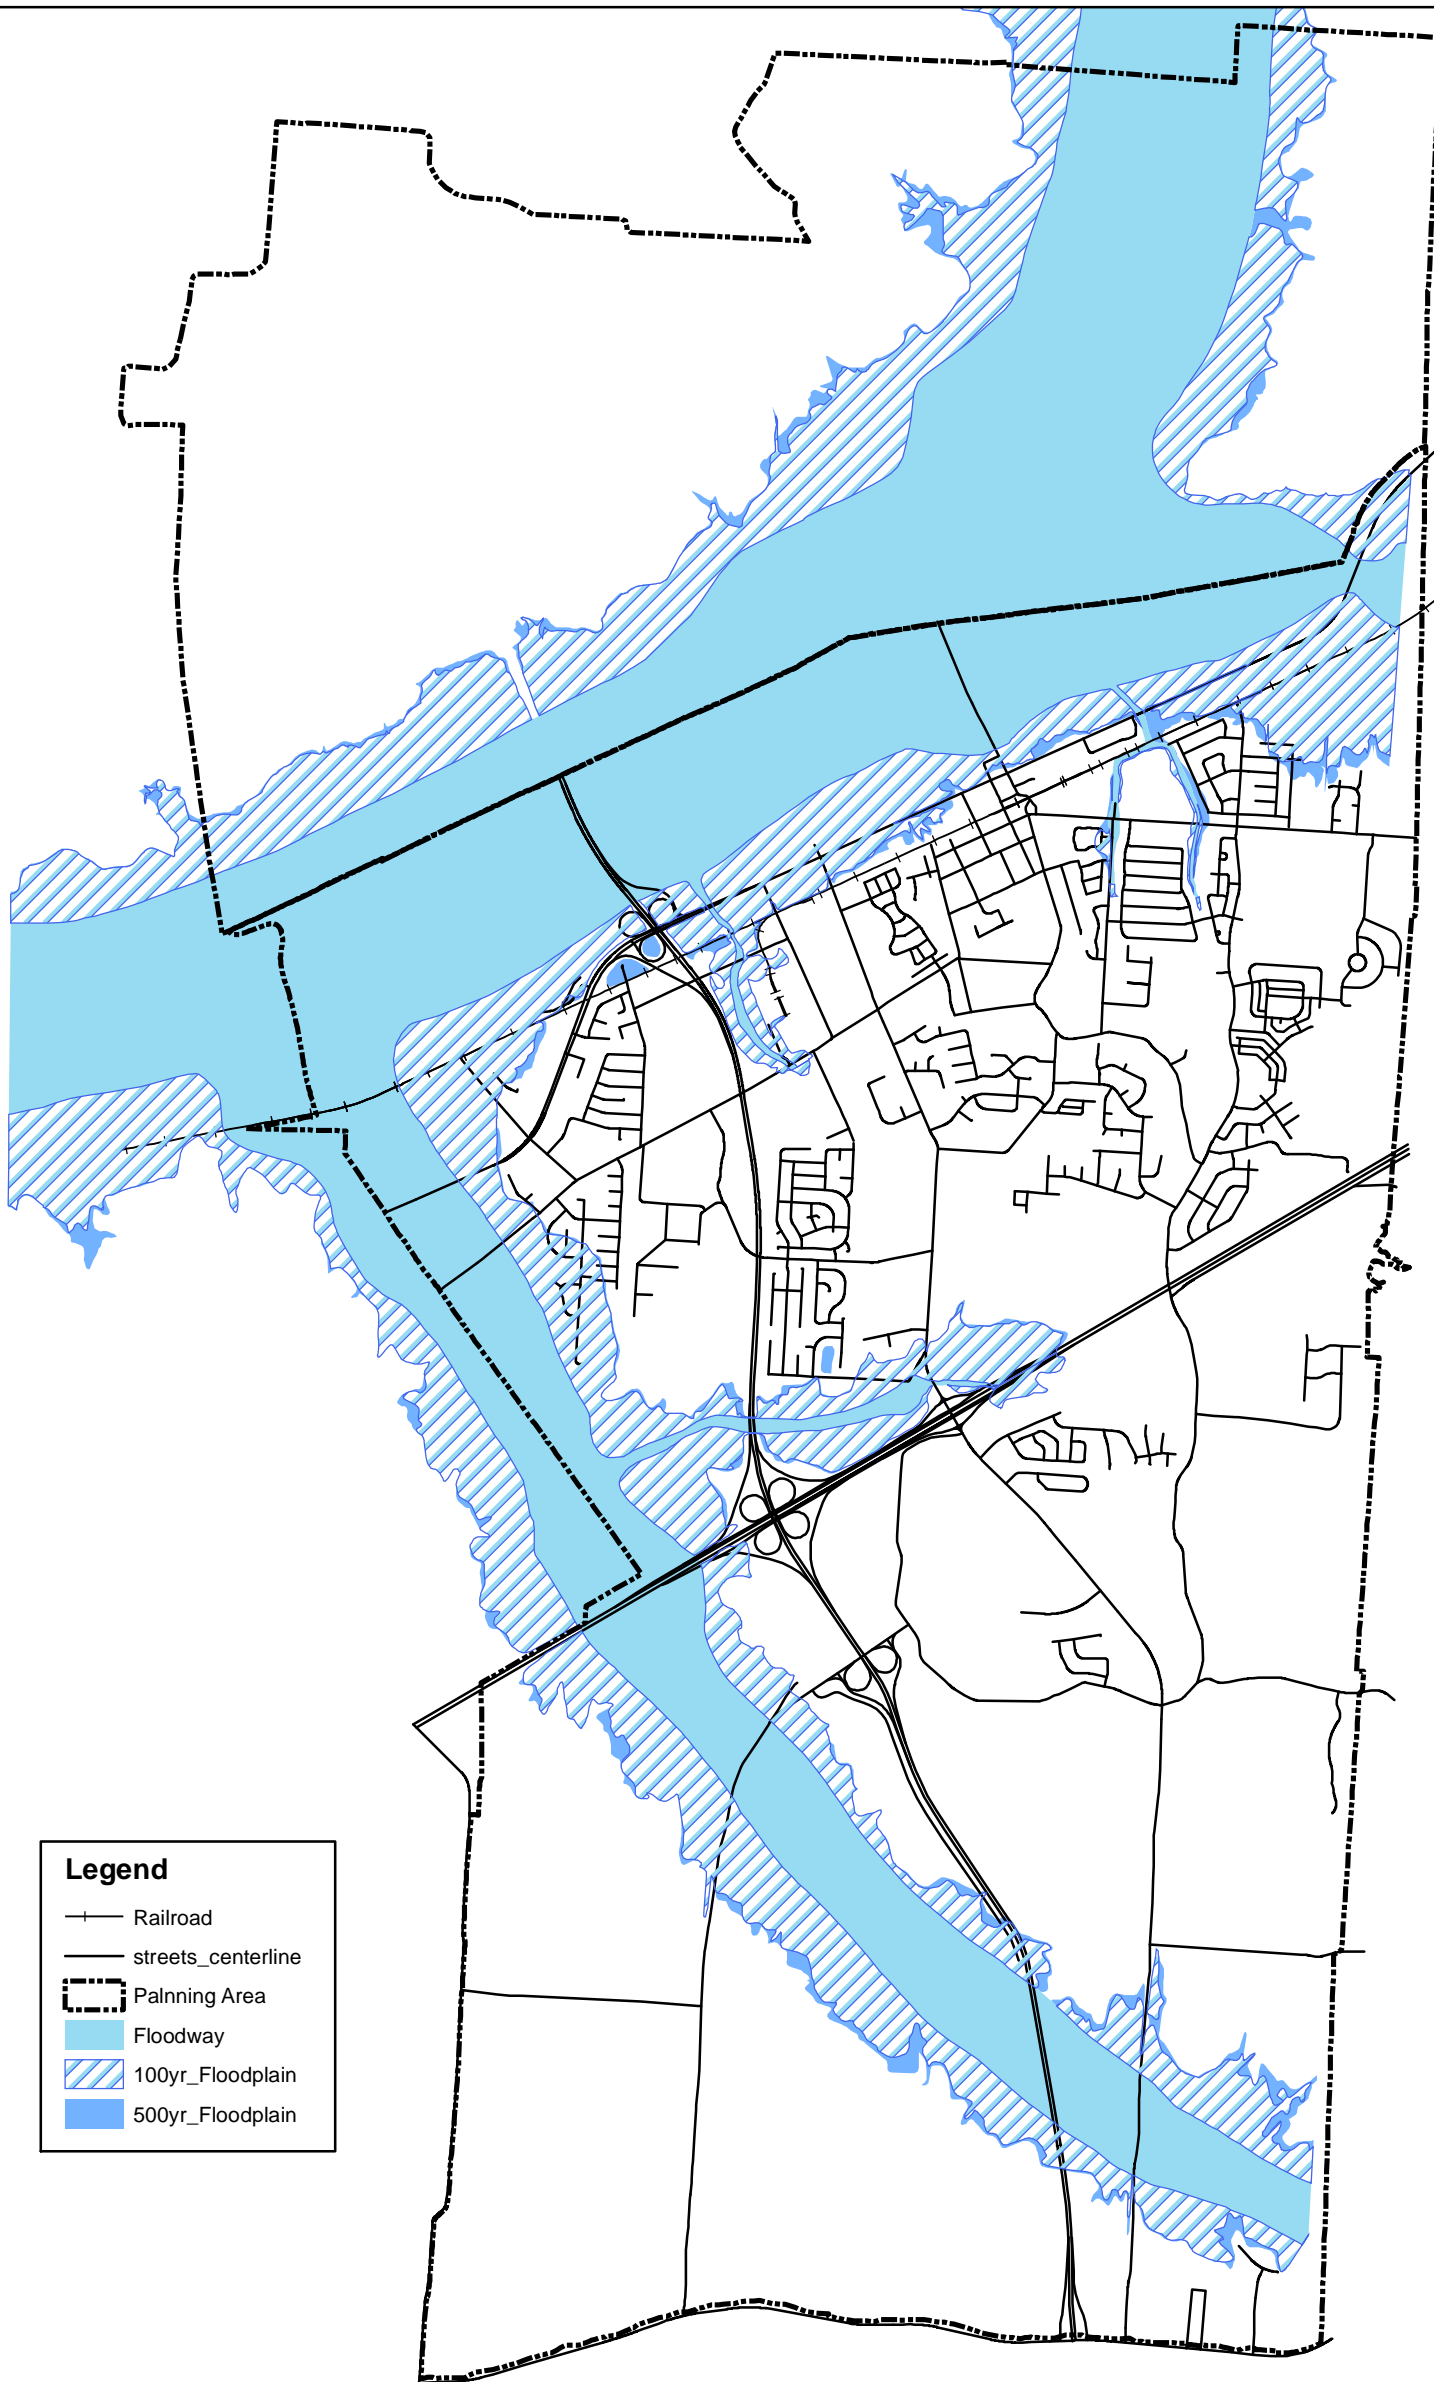 Legend
Railroad
streets_centerline
Palnning Area
Floodway
100yr_Floodplain
500yr_Floodplain